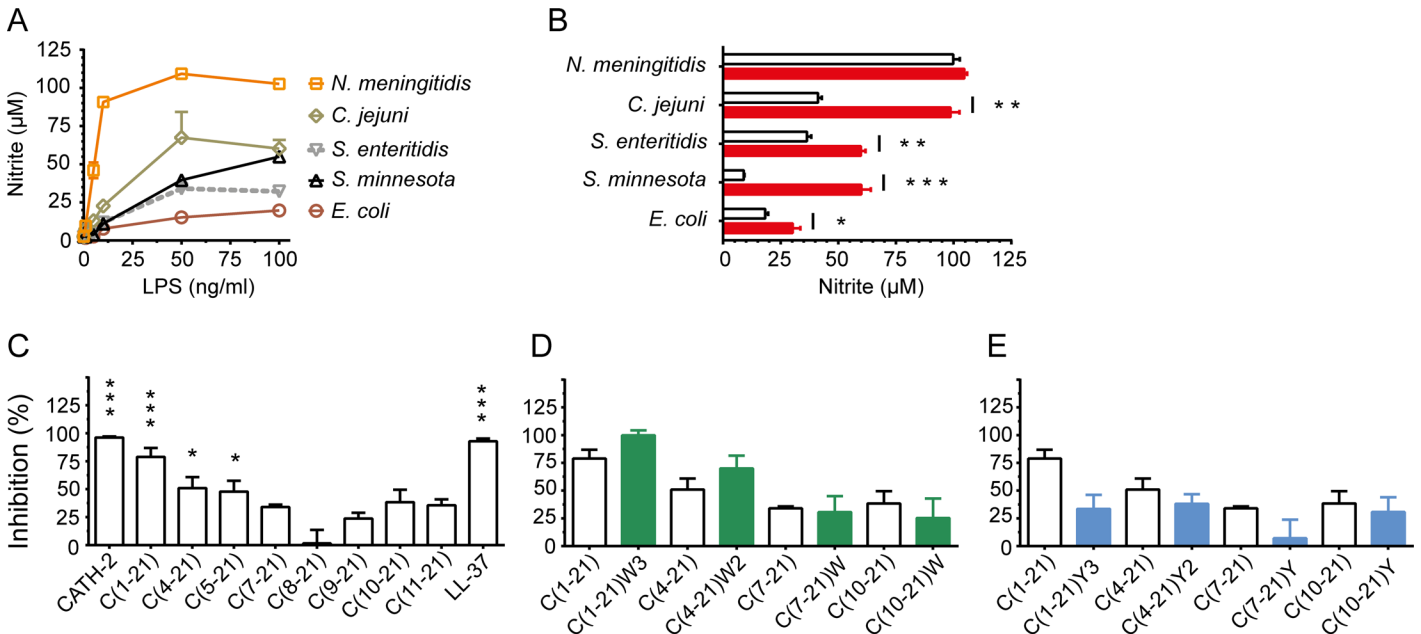 A
125
100
75
50
25
0
Nitrite (µM)
0 25 50 75 100
LPS (ng/ml)
N. meningitidis
C. jejuni
S. enteritidis
S. minnesota
E. coli
B
N. meningitidis
C. jejuni
* *
S. enteritidis
* *
S. minnesota
* * *
E. coli
*
0 25 50 75 100 125
Nitrite (µM)
C
Inhibition (%)
125
100
75
50
25
0
* * *
* * *
*
*
* * *
CATH-2
C(1-21)
C(4-21)
C(5-21)
C(7-21)
C(8-21)
C(9-21)
C(10-21)
C(11-21)
LL-37
D
125
100
75
50
25
0
C(1-21)
C(1-21)W3
C(4-21)
C(4-21)W2
C(7-21)
C(7-21)W
C(10-21)
C(10-21)W
E
125
100
75
50
25
0
C(1-21)
C(1-21)Y3
C(4-21)
C(4-21)Y2
C(7-21)
C(7-21)Y
C(10-21)
C(10-21)Y